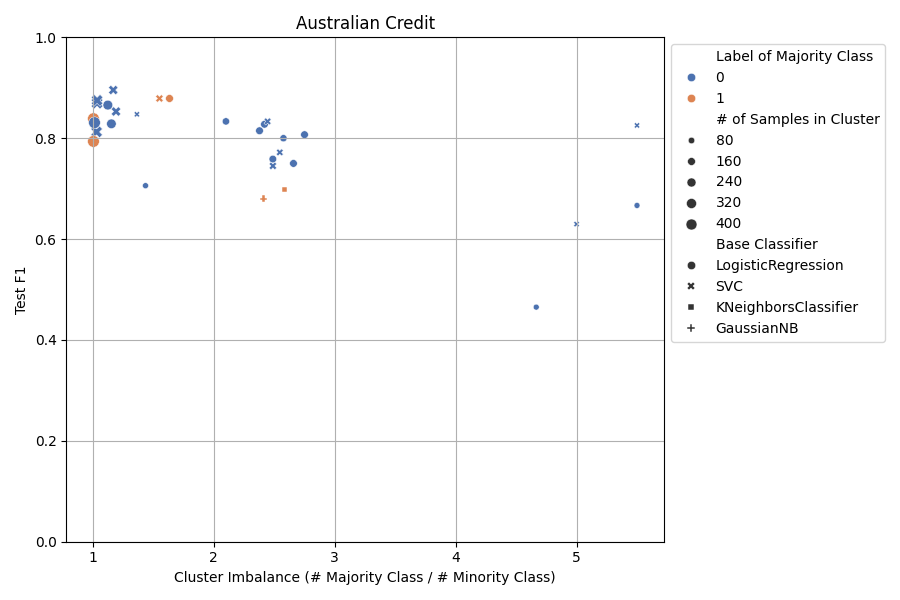 Australian Credit
Test F1
1.0
0.8
0.6
0.4
0.2
0.0
1
2
3
4
5
Cluster Imbalance (# Majority Class / # Minority Class)
Label of Majority Class
0
1
# of Samples in Cluster
80
160
240
320
400
Base Classifier
LogisticRegression
SVC
KNeighborsClassifier
GaussianNB